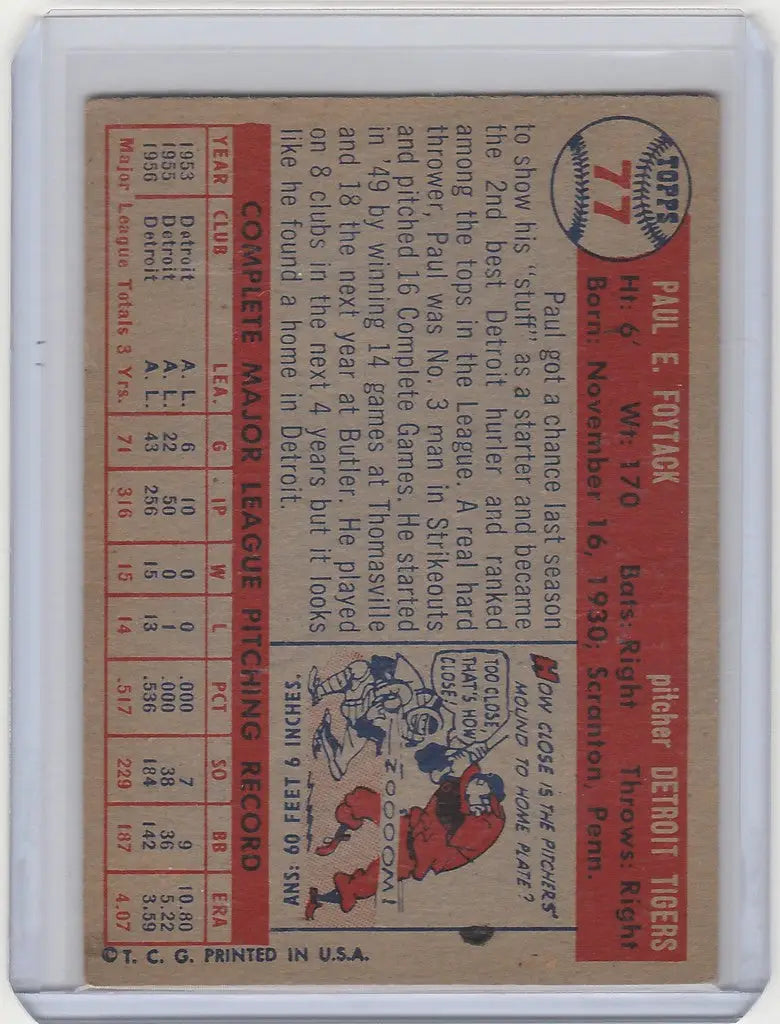 TOPPS
77
PAUL E. FOYTACK pitcher DETROIT TIGERS
Ht: 6' Wt: 170 Bats: Right Throws: Right
Born: November 16, 1930; Scranton, Penn.
Paul got a chance last season
to show his "stuff" as a starter and became
the 2nd best Detroit hurler and ranked
among the tops in the League. A real hard
thrower, Paul was No. 3 man in Strikeouts
and pitched 16 Complete Games. He started
in '49 by winning 14 games at Thomasville
and 18 the next year at Butler. He played
on 8 clubs in the next 4 years but it looks
like he found a home in Detroit.
HOW CLOSE IS THE PITCHERS'
MOUND TO HOME PLATE?
TOO CLOSE,
THAT'S HOW
CLOSE!
ZOOOOM!
ANS: 60 FEET 6 INCHES.
COMPLETE MAJOR LEAGUE PITCHING RECORD
YEAR CLUB LEA. G IP W L PCT SO BB ERA
1953 Detroit A. L. 6 10 0 0 .000 7 9 10.80
1955 Detroit A. L. 22 50 0 1 .000 38 36 5.22
1956 Detroit A. L. 43 256 15 13 .536 184 142 3.59
Major League Totals 3 Yrs. 71 316 15 14 .517 229 187 4.07
© T. C. G. PRINTED IN U.S.A.